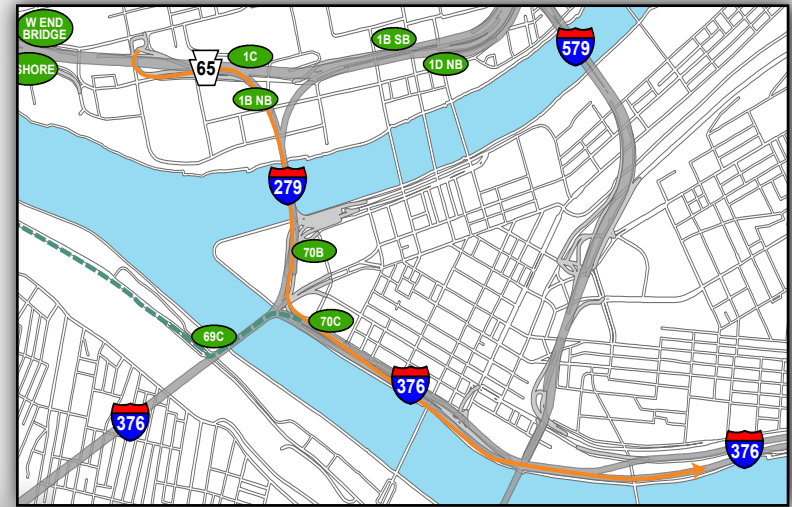 W END
BRIDGE
SHORE
65
1C
1B SB
1D NB
579
1B NB
279
70B
70C
69C
376
376
376